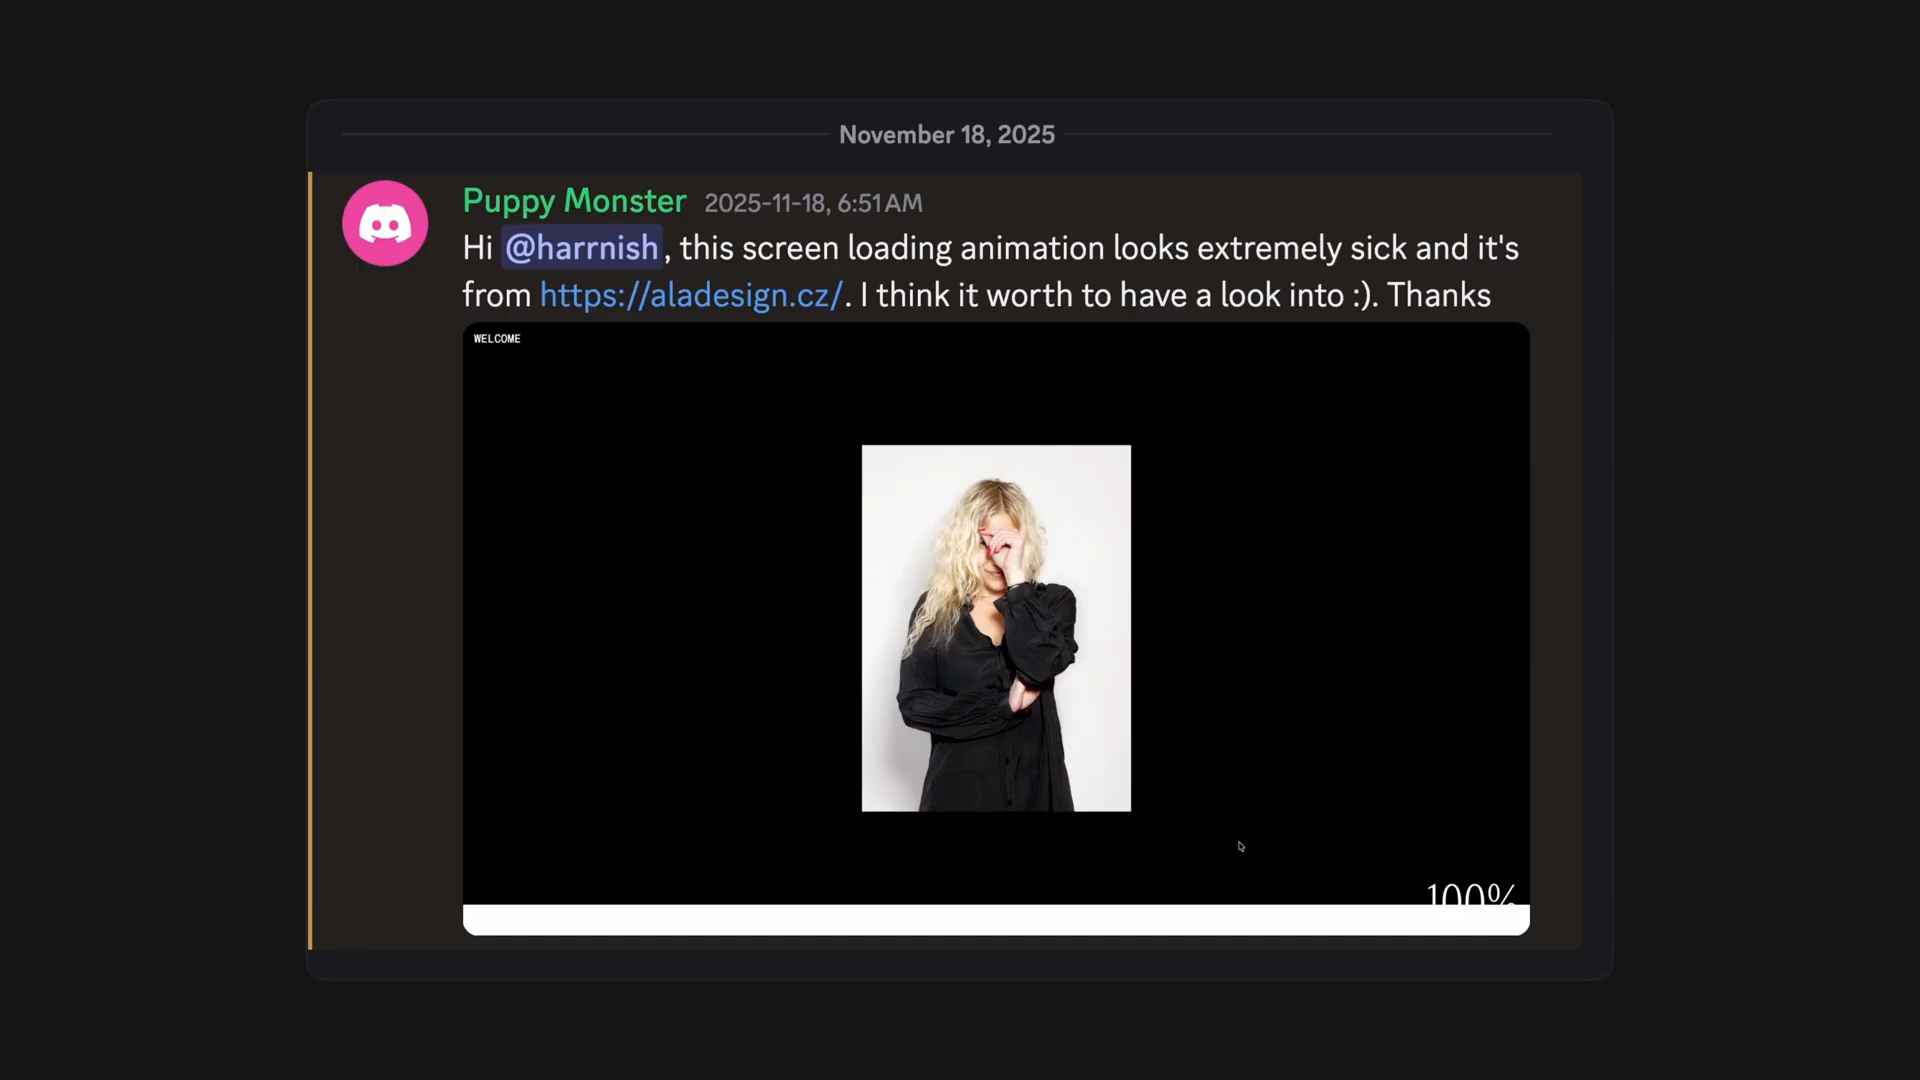 November 18, 2025
Puppy Monster 2025-11-18, 6:51 AM
Hi @harrnish, this screen loading animation looks extremely sick and it's
from https://aladesign.cz/. I think it worth to have a look into :). Thanks
WELCOME
100%